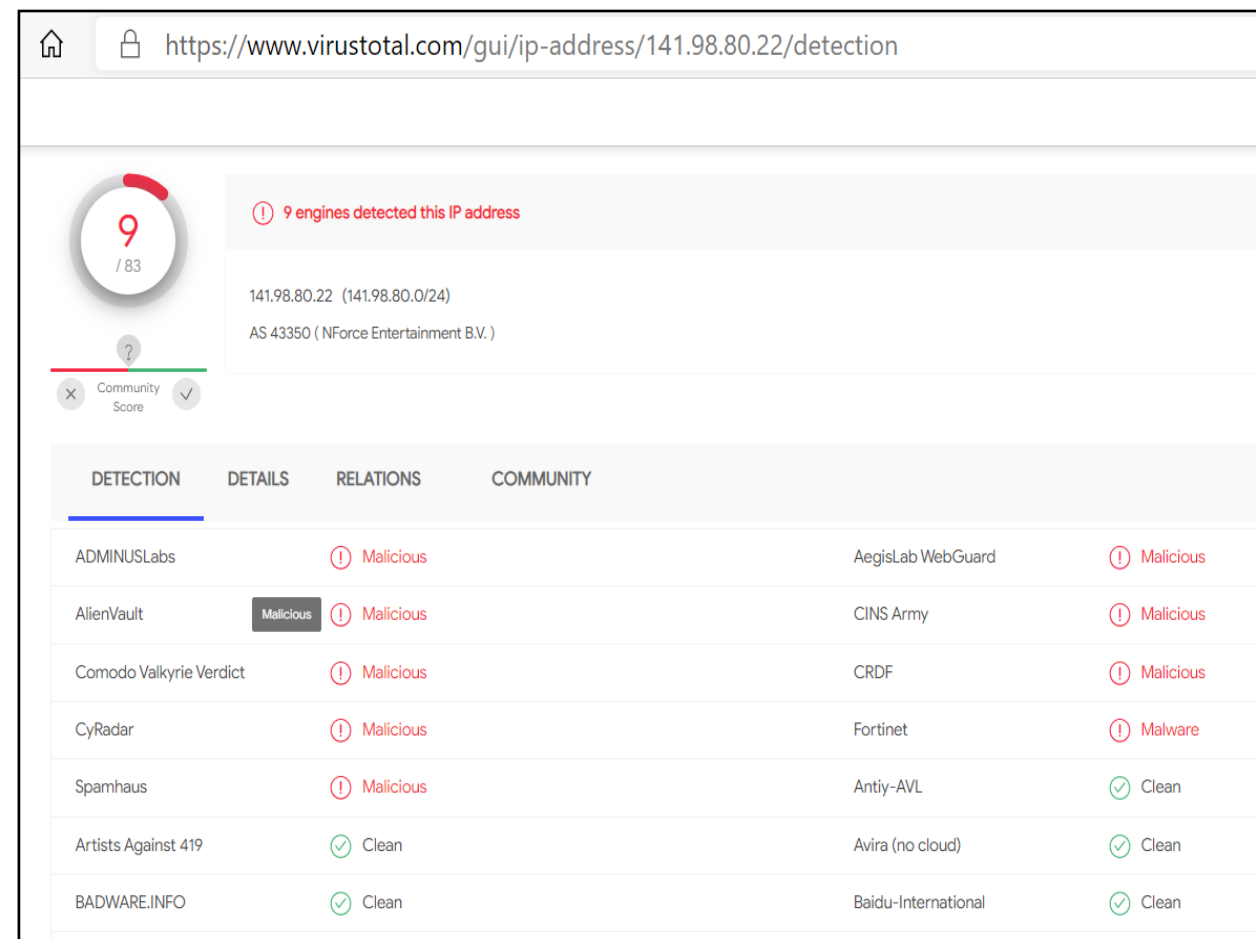 https://www.virustotal.com/gui/ip-address/141.98.80.22/detection
9
/ 83
9 engines detected this IP address
141.98.80.22 (141.98.80.0/24)
AS 43350 ( NForce Entertainment B.V. )
?
Community
Score
DETECTION DETAILS RELATIONS COMMUNITY
ADMINUSLabs Malicious AegisLab WebGuard Malicious
AlienVault Malicious Malicious CINS Army Malicious
Comodo Valkyrie Verdict Malicious CRDF Malicious
CyRadar Malicious Fortinet Malware
Spamhaus Malicious Antiy-AVL Clean
Artists Against 419 Clean Avira (no cloud) Clean
BADWARE.INFO Clean Baidu-International Clean